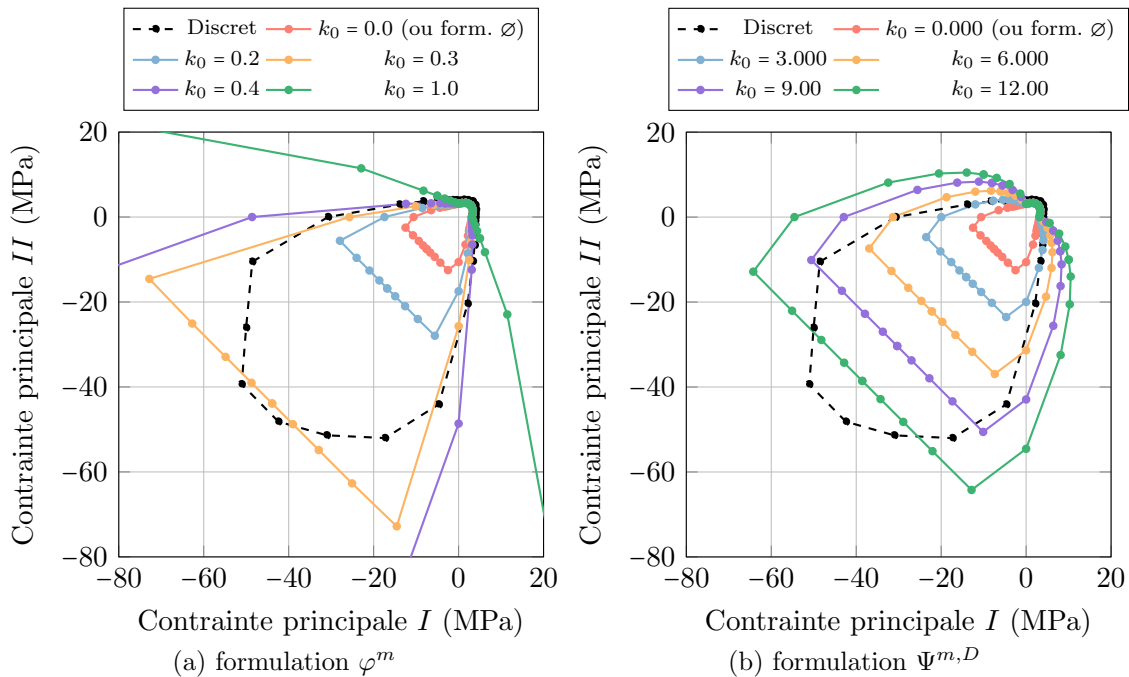 Discret k₀ = 0.0 (ou form. ∅)
k₀ = 0.2 k₀ = 0.3
k₀ = 0.4 k₀ = 1.0
20
0
−20
−40
−60
−80
−80 −60 −40 −20 0 20
Contrainte principale II (MPa)
Contrainte principale I (MPa)
(a) formulation φᵐ
Discret k₀ = 0.000 (ou form. ∅)
k₀ = 3.000 k₀ = 6.000
k₀ = 9.00 k₀ = 12.00
20
0
−20
−40
−60
−80
−80 −60 −40 −20 0 20
Contrainte principale II (MPa)
Contrainte principale I (MPa)
(b) formulation Ψᵐ,ᴰ